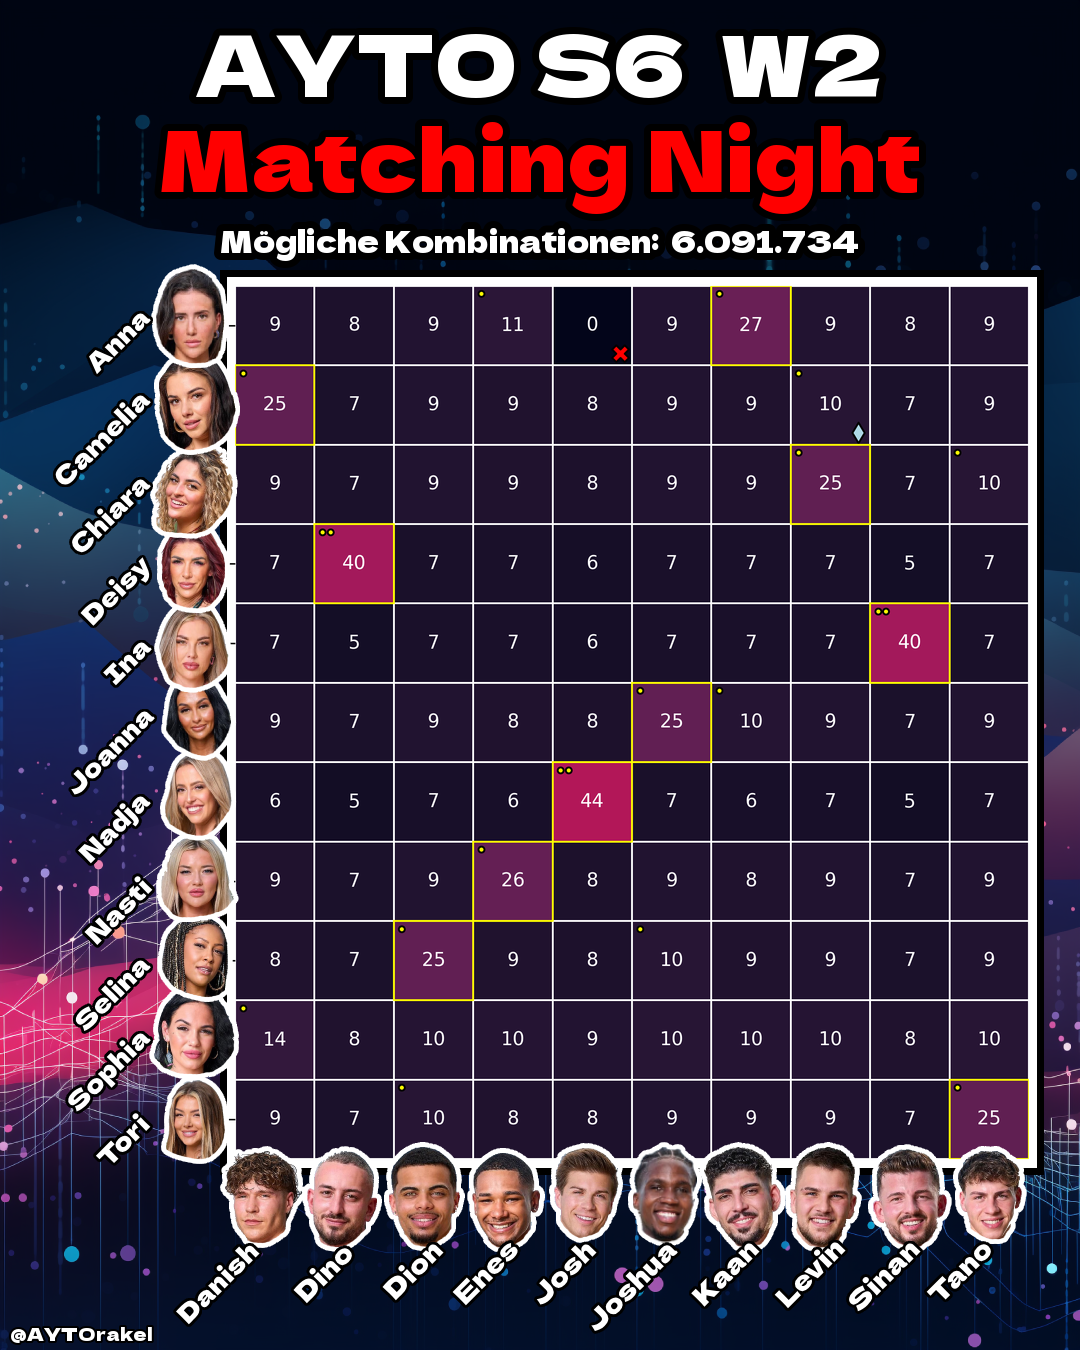 AYTO S6 W2
Matching Night
Mögliche Kombinationen: 6.091.734
Anna 9 8 9 11 0 9 27 9 8 9
Camelia 25 7 9 9 8 9 9 10 7 9
Chiara 9 7 9 9 8 9 9 25 7 10
Deisy 7 40 7 7 6 7 7 7 5 7
Ina 7 5 7 7 6 7 7 7 40 7
Joanna 9 7 9 8 8 25 10 9 7 9
Nadja 6 5 7 6 44 7 6 7 5 7
Nasti 9 7 9 26 8 9 8 9 7 9
Selina 8 7 25 9 8 10 9 9 7 9
Sophia 14 8 10 10 9 10 10 10 8 10
Tori 9 7 10 8 8 9 9 9 7 25
Danish Dino Dion Enes Josh Joshua Kaan Levin Sinan Tano
@AYTOrakel